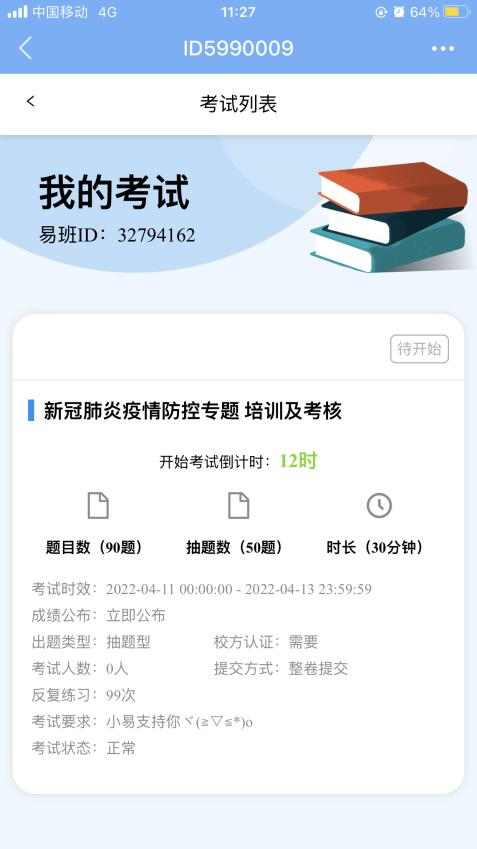 中国移动 4G 11:27 64%
ID5990009
考试列表
我的考试
易班ID：32794162
待开始
新冠肺炎疫情防控专题 培训及考核
开始考试倒计时：12时
题目数（90题） 抽题数（50题） 时长（30分钟）
考试时效：2022-04-11 00:00:00 - 2022-04-13 23:59:59
成绩公布：立即公布
出题类型：抽题型 校方认证：需要
考试人数：0人 提交方式：整卷提交
反复练习：99次
考试要求：小易支持你ヾ(≧▽≦*)o
考试状态：正常